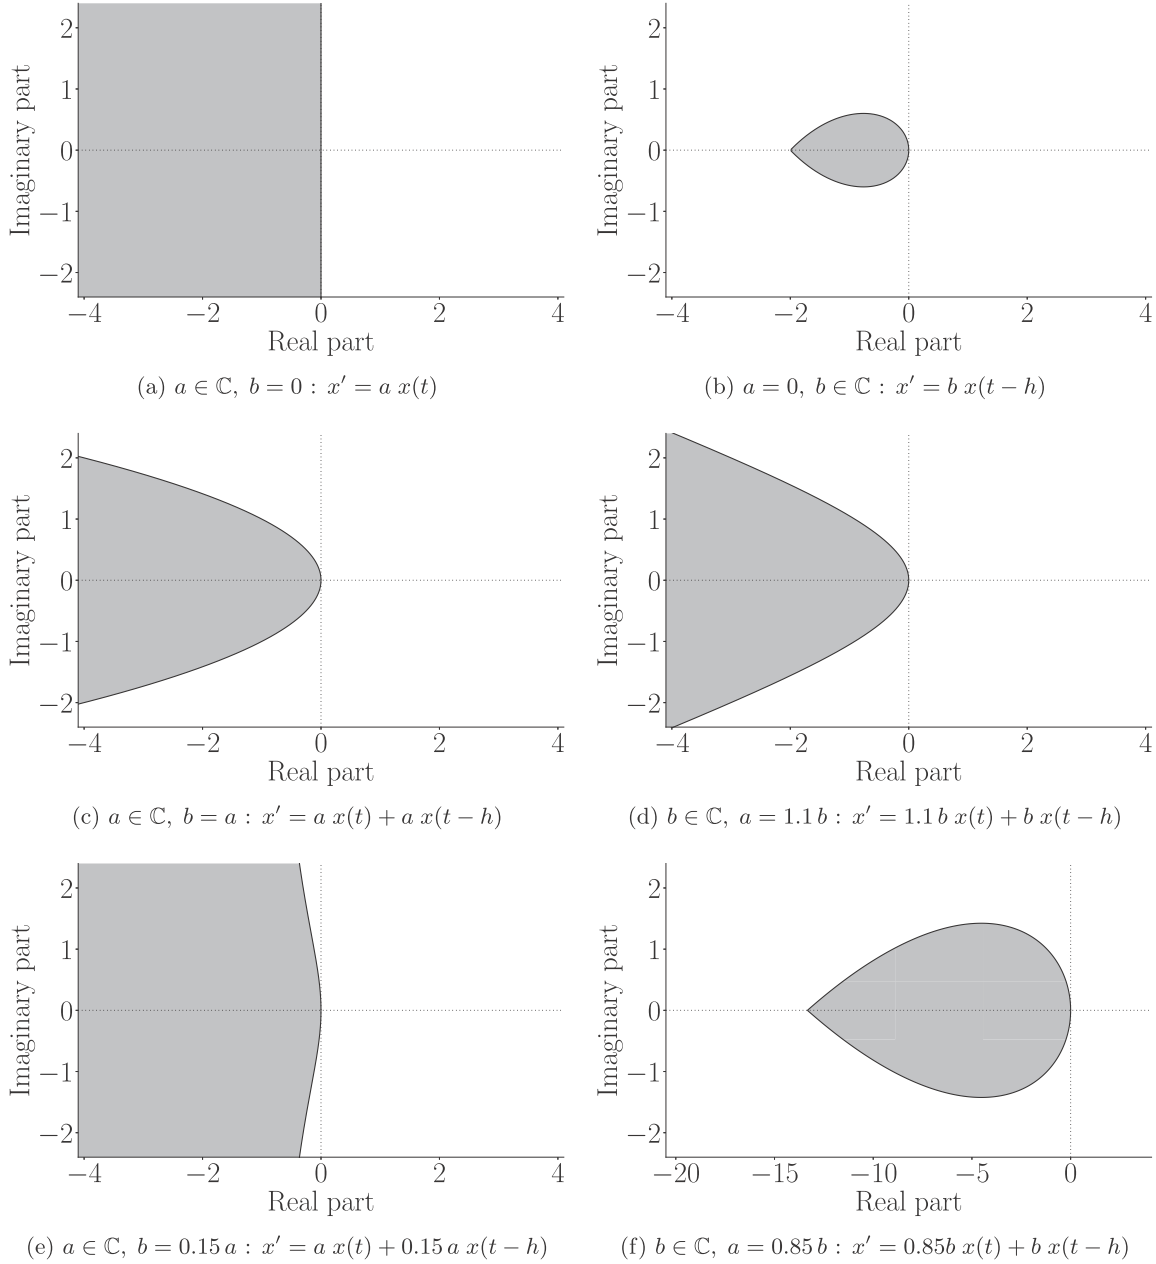 2
1
0
−1
−2
Imaginary part
−4 −2 0 2 4
Real part
(a) a ∈ ℂ, b = 0 : x′ = a x(t)
2
1
0
−1
−2
Imaginary part
−4 −2 0 2 4
Real part
(b) a = 0, b ∈ ℂ : x′ = b x(t − h)
2
1
0
−1
−2
Imaginary part
−4 −2 0 2 4
Real part
(c) a ∈ ℂ, b = a : x′ = a x(t) + a x(t − h)
2
1
0
−1
−2
Imaginary part
−4 −2 0 2 4
Real part
(d) b ∈ ℂ, a = 1.1 b : x′ = 1.1 b x(t) + b x(t − h)
2
1
0
−1
−2
Imaginary part
−4 −2 0 2 4
Real part
(e) a ∈ ℂ, b = 0.15 a : x′ = a x(t) + 0.15 a x(t − h)
2
1
0
−1
−2
Imaginary part
−20 −15 −10 −5 0
Real part
(f) b ∈ ℂ, a = 0.85 b : x′ = 0.85b x(t) + b x(t − h)